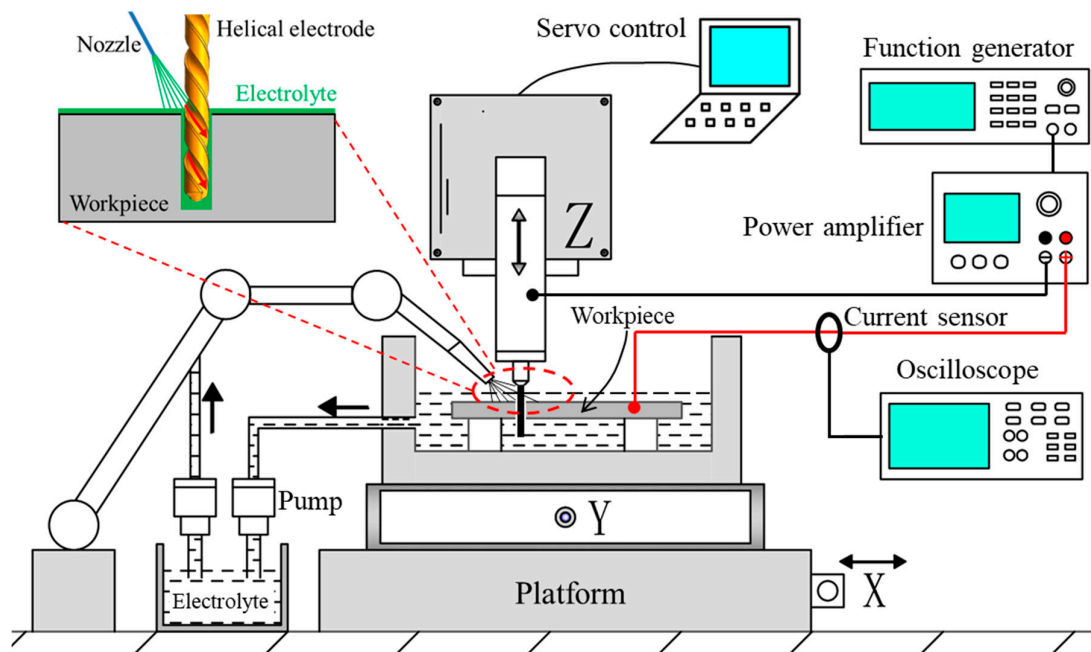 Helical electrode
Nozzle
Electrolyte
Workpiece
Servo control
Function generator
Z
Power amplifier
Workpiece
Current sensor
Oscilloscope
Pump
Y
Electrolyte
Platform
X